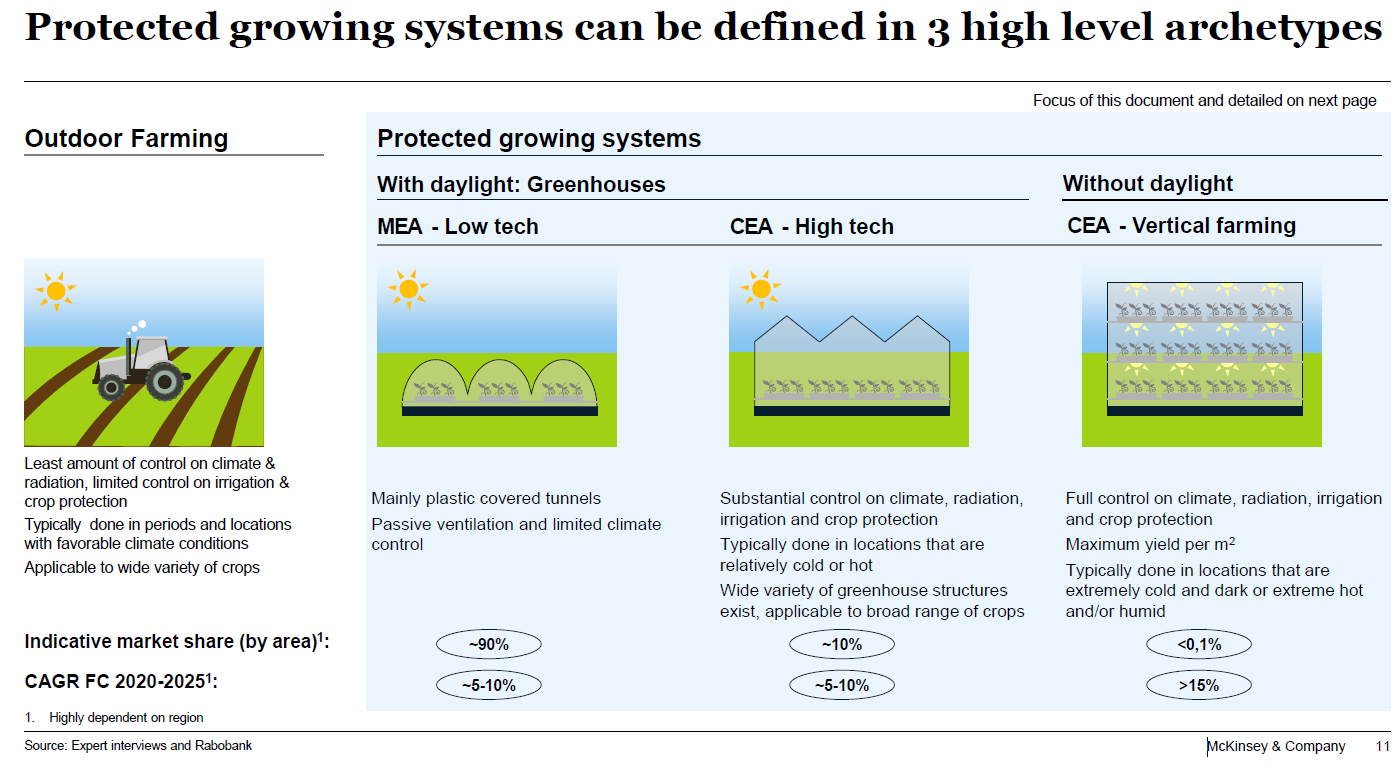 Protected growing systems can be defined in 3 high level archetypes
Focus of this document and detailed on next page
Outdoor Farming
Protected growing systems
With daylight: Greenhouses
Without daylight
MEA - Low tech
CEA - High tech
CEA - Vertical farming
Least amount of control on climate &
radiation, limited control on irrigation &
crop protection
Typically done in periods and locations
with favorable climate conditions
Applicable to wide variety of crops
Mainly plastic covered tunnels
Passive ventilation and limited climate
control
Substantial control on climate, radiation,
irrigation and crop protection
Typically done in locations that are
relatively cold or hot
Wide variety of greenhouse structures
exist, applicable to broad range of crops
Full control on climate, radiation, irrigation
and crop protection
Maximum yield per m²
Typically done in locations that are
extremely cold and dark or extreme hot
and/or humid
Indicative market share (by area)¹:
~90%
~10%
<0,1%
CAGR FC 2020-2025¹:
~5-10%
~5-10%
>15%
1. Highly dependent on region
Source: Expert interviews and Rabobank
McKinsey & Company 11